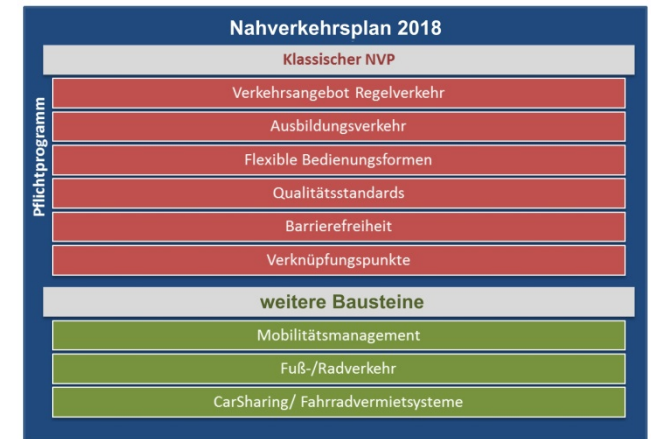 Nahverkehrsplan 2018
Klassischer NVP
Pflichtprogramm
Verkehrsangebot Regelverkehr
Ausbildungsverkehr
Flexible Bedienungsformen
Qualitätsstandards
Barrierefreiheit
Verknüpfungspunkte
weitere Bausteine
Mobilitätsmanagement
Fuß-/Radverkehr
CarSharing/ Fahrradvermietsysteme